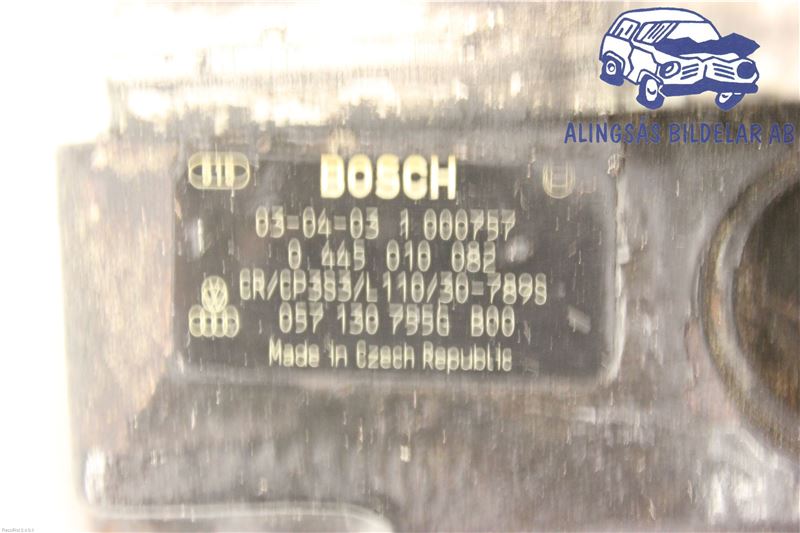 ALINGSÅS BILDELAR AB
BOSCH
03-04-03 1 000757
0 445 010 082
CR/CP3S3/L110/30-789S
057 130 755G B00
Made in Czech Republic